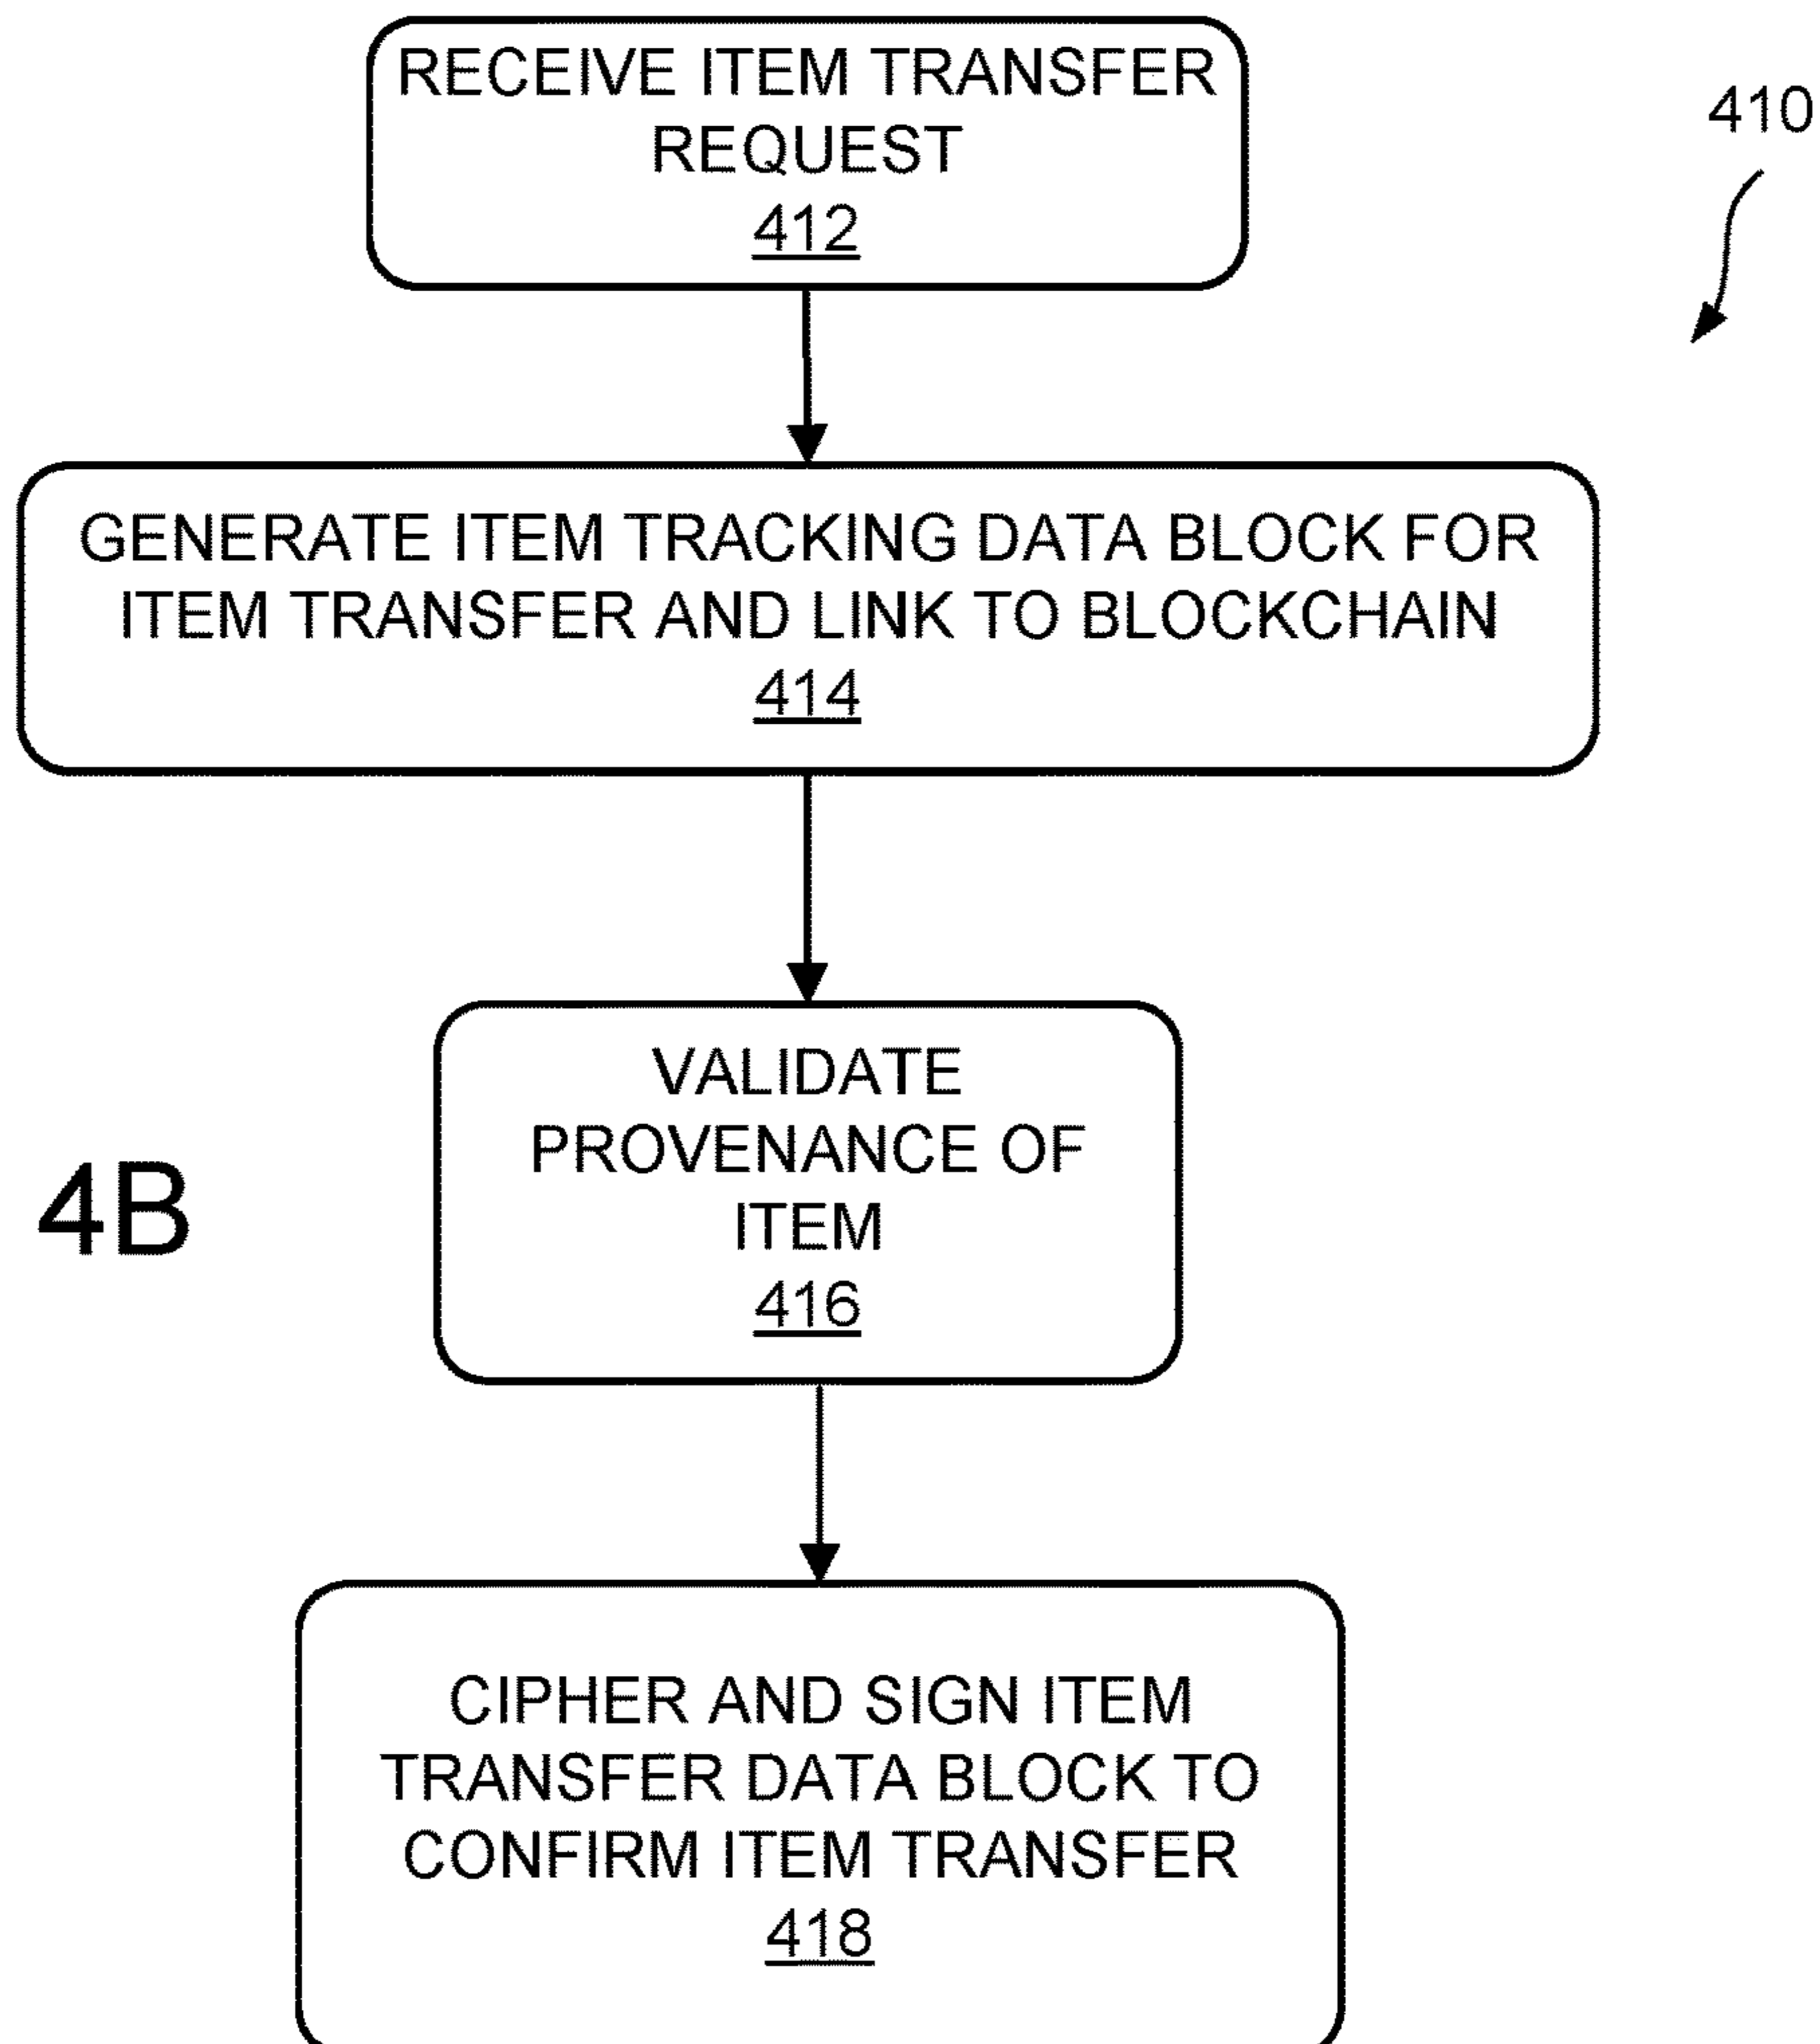 RECEIVE ITEM TRANSFER
REQUEST
412
410
GENERATE ITEM TRACKING DATA BLOCK FOR
ITEM TRANSFER AND LINK TO BLOCKCHAIN
414
VALIDATE
PROVENANCE OF
ITEM
416
4B
CIPHER AND SIGN ITEM
TRANSFER DATA BLOCK TO
CONFIRM ITEM TRANSFER
418